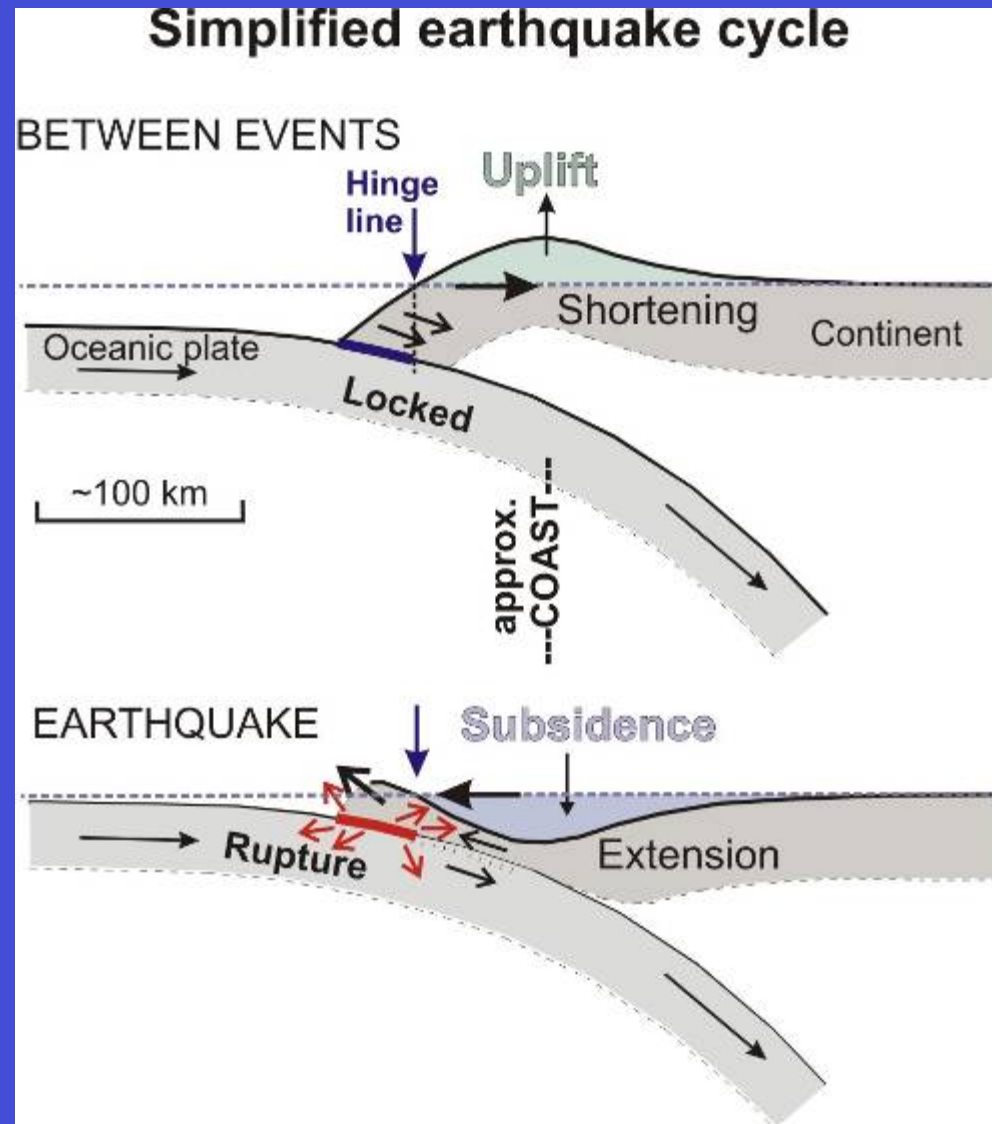 Simplified earthquake cycle
BETWEEN EVENTS
Uplift
Hinge
line
Shortening
Continent
Oceanic plate
Locked
~100 km
approx.
---COAST---
EARTHQUAKE
Subsidence
Rupture
Extension